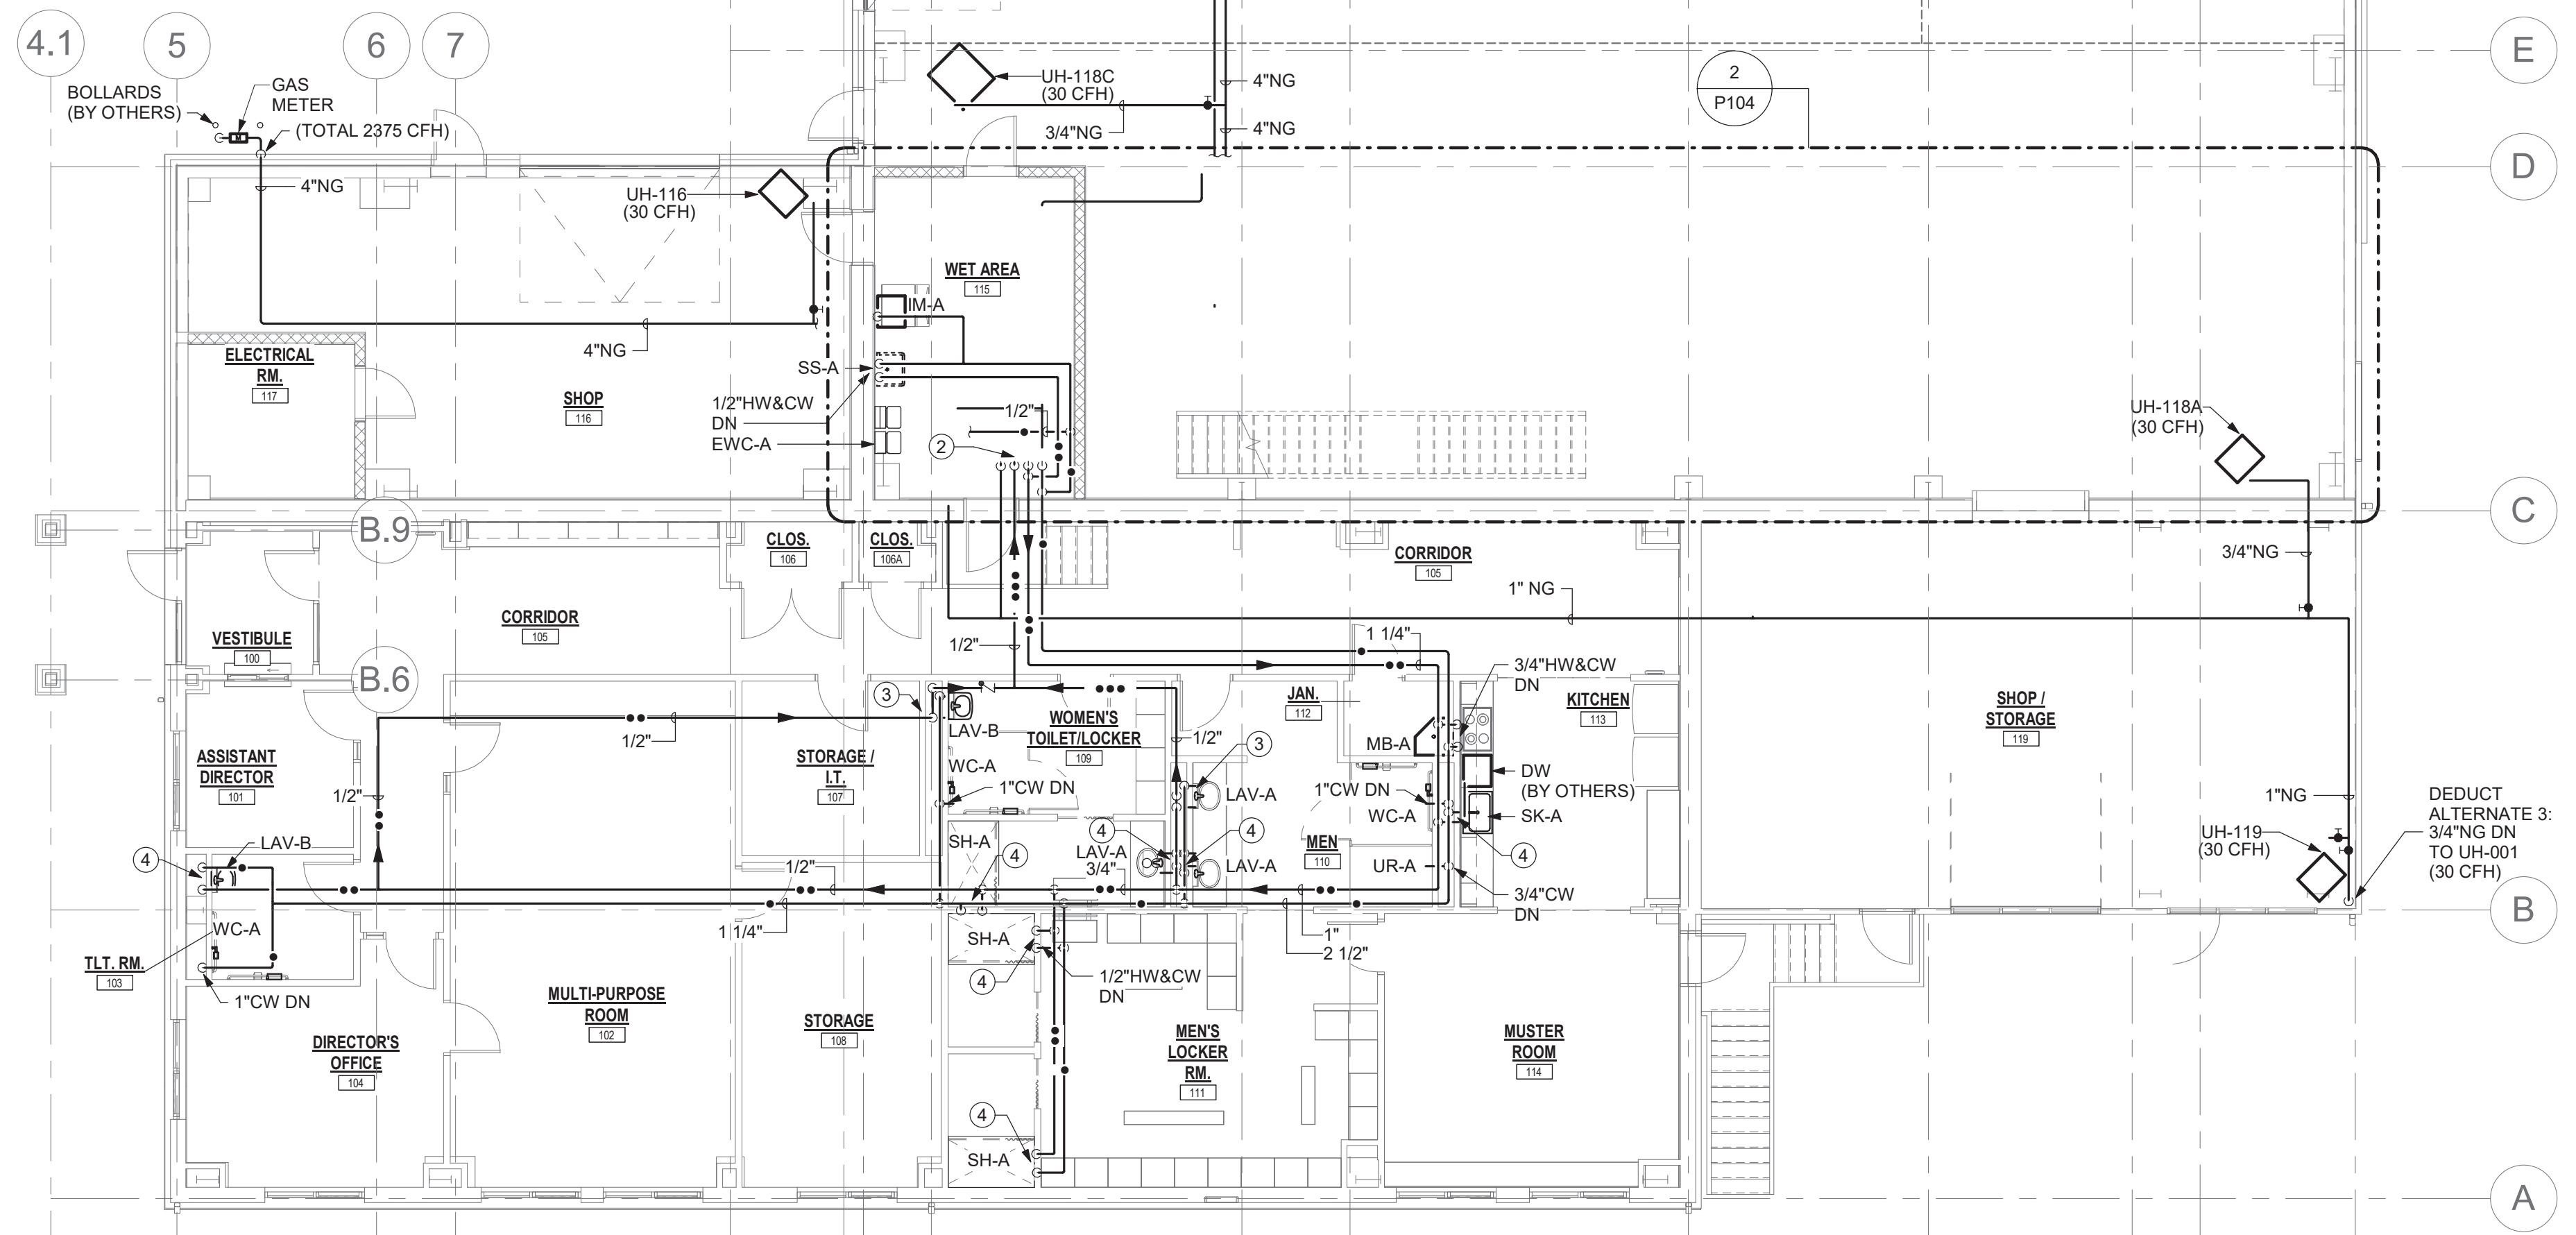 4.1
5
6
7
E
BOLLARDS
(BY OTHERS)
GAS
METER
(TOTAL 2375 CFH)
UH-118C
(30 CFH)
3/4"NG
4"NG
4"NG
2
P104
D
4"NG
UH-116
(30 CFH)
WET AREA
115
IM-A
4"NG
ELECTRICAL
RM.
117
SHOP
116
SS-A
1/2"HW&CW
DN
EWC-A
1/2"
2
UH-118A
(30 CFH)
C
B.9
CLOS.
106
CLOS.
106A
CORRIDOR
105
3/4"NG
1" NG
CORRIDOR
105
VESTIBULE
100
1/2"
1 1/4"
B.6
3/4"HW&CW
DN
3
JAN.
112
KITCHEN
113
SHOP /
STORAGE
119
LAV-B
WOMEN'S
TOILET/LOCKER
109
1/2"
1/2"
3
MB-A
ASSISTANT
DIRECTOR
101
STORAGE /
I.T.
107
WC-A
1"CW DN
DW
(BY OTHERS)
1/2"
LAV-A
1"CW DN
WC-A
SK-A
1"NG
DEDUCT
ALTERNATE 3:
3/4"NG DN
TO UH-001
(30 CFH)
UH-119
(30 CFH)
LAV-B
4
SH-A
4
4
4
LAV-A
3/4"
LAV-A
MEN
110
UR-A
4
1/2"
3/4"CW
DN
B
WC-A
1 1/4"
SH-A
1"
2 1/2"
TLT. RM.
103
1"CW DN
4
1/2"HW&CW
DN
MULTI-PURPOSE
ROOM
102
STORAGE
108
DIRECTOR'S
OFFICE
104
MEN'S
LOCKER
RM.
111
MUSTER
ROOM
114
4
SH-A
A